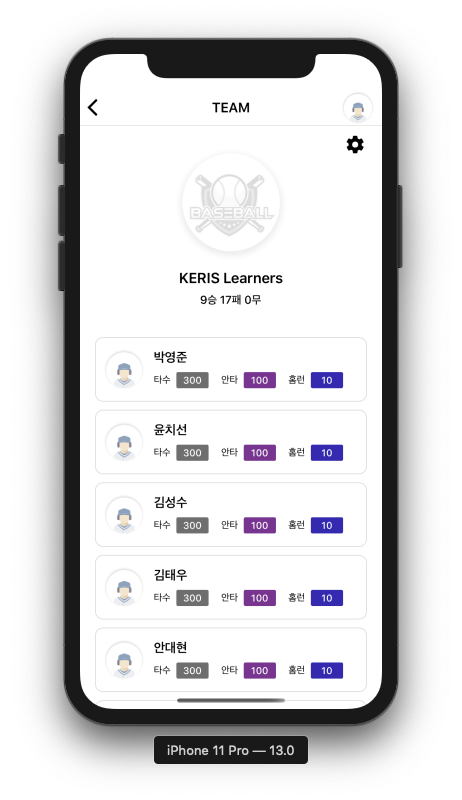 TEAM
BASEBALL
KERIS Learners
9승 17패 0무
박영준
타수 300 안타 100 홈런 10
윤치선
타수 300 안타 100 홈런 10
김성수
타수 300 안타 100 홈런 10
김태우
타수 300 안타 100 홈런 10
안대현
타수 300 안타 100 홈런 10
iPhone 11 Pro — 13.0